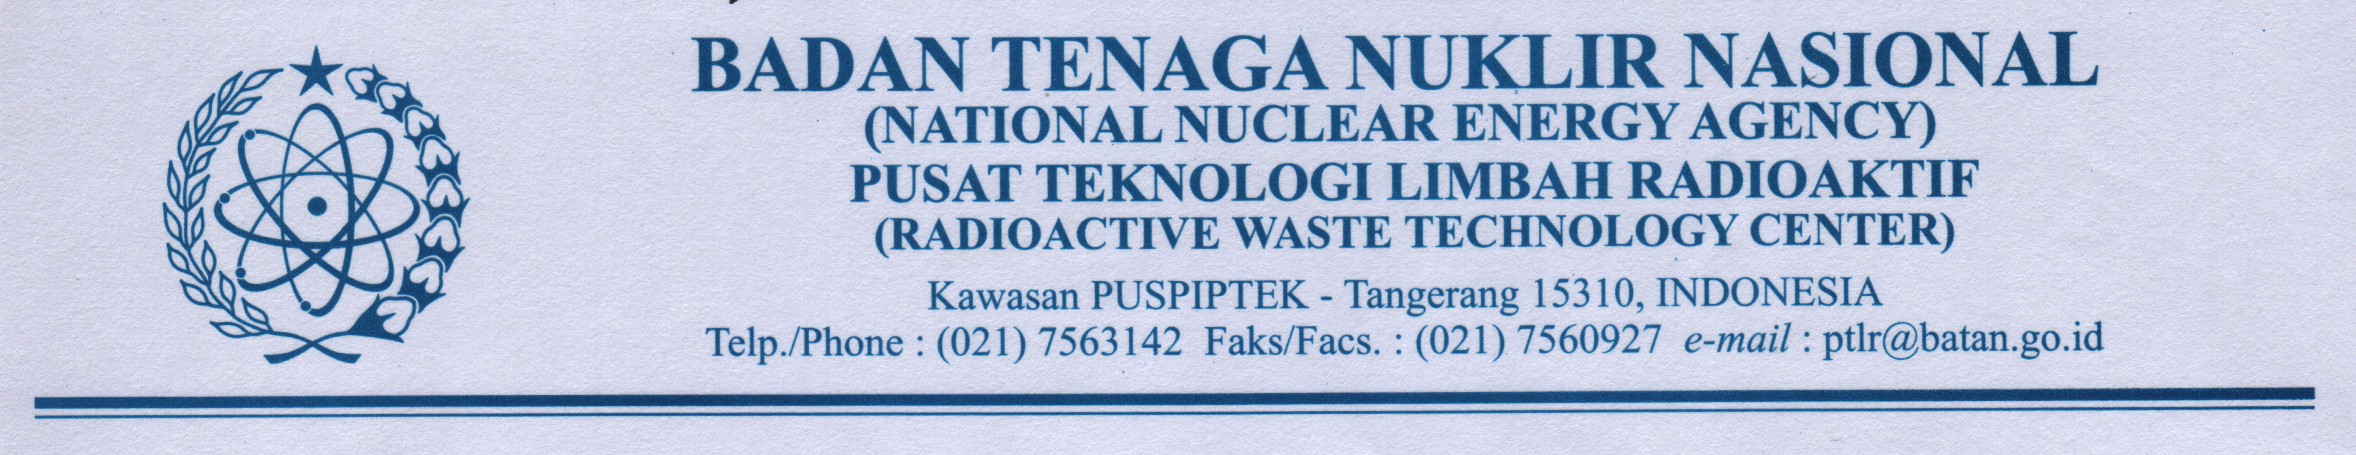 BADAN TENAGA NUKLIR NASIONAL
(NATIONAL NUCLEAR ENERGY AGENCY)
PUSAT TEKNOLOGI LIMBAH RADIOAKTIF
(RADIOACTIVE WASTE TECHNOLOGY CENTER)
Kawasan PUSPIPTEK - Tangerang 15310, INDONESIA
Telp./Phone : (021) 7563142 Faks/Facs. : (021) 7560927 e-mail : ptlr@batan.go.id